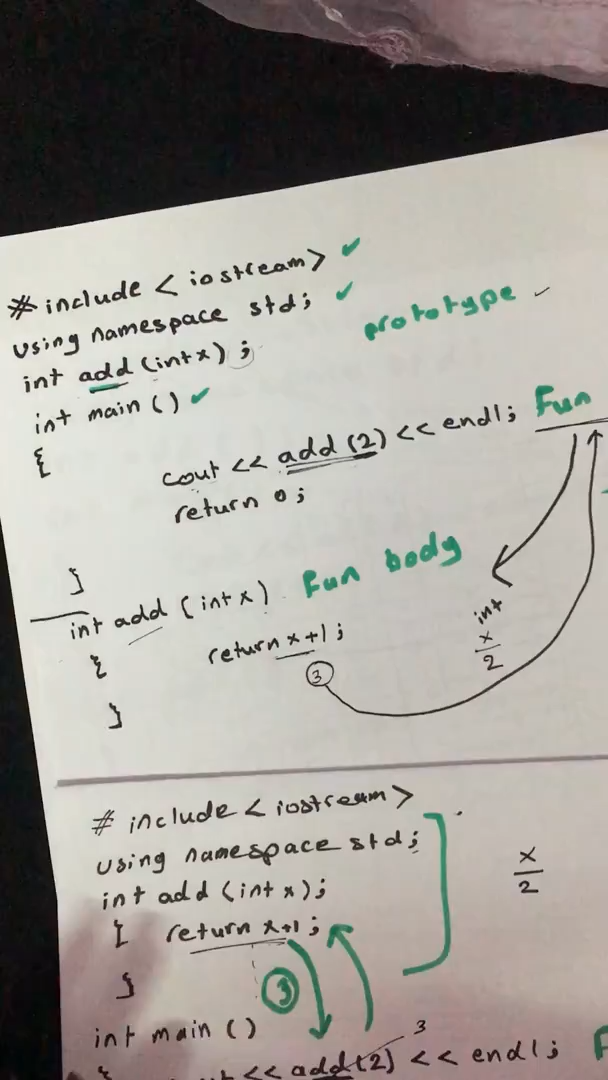 # include < iostream >
using namespace std;
int add (int x) ;
prototype
int main ()
{
cout << add (2) << endl; Fun
return 0;
}
int add (int x) Fun body
{
return x+1 ;
}
3
int
x
2
# include < iostream >
using namespace std;
int add (int x);
{ return x+1 ;
}
3
x
2
int main ()
3
{
<< add(2) << endl;